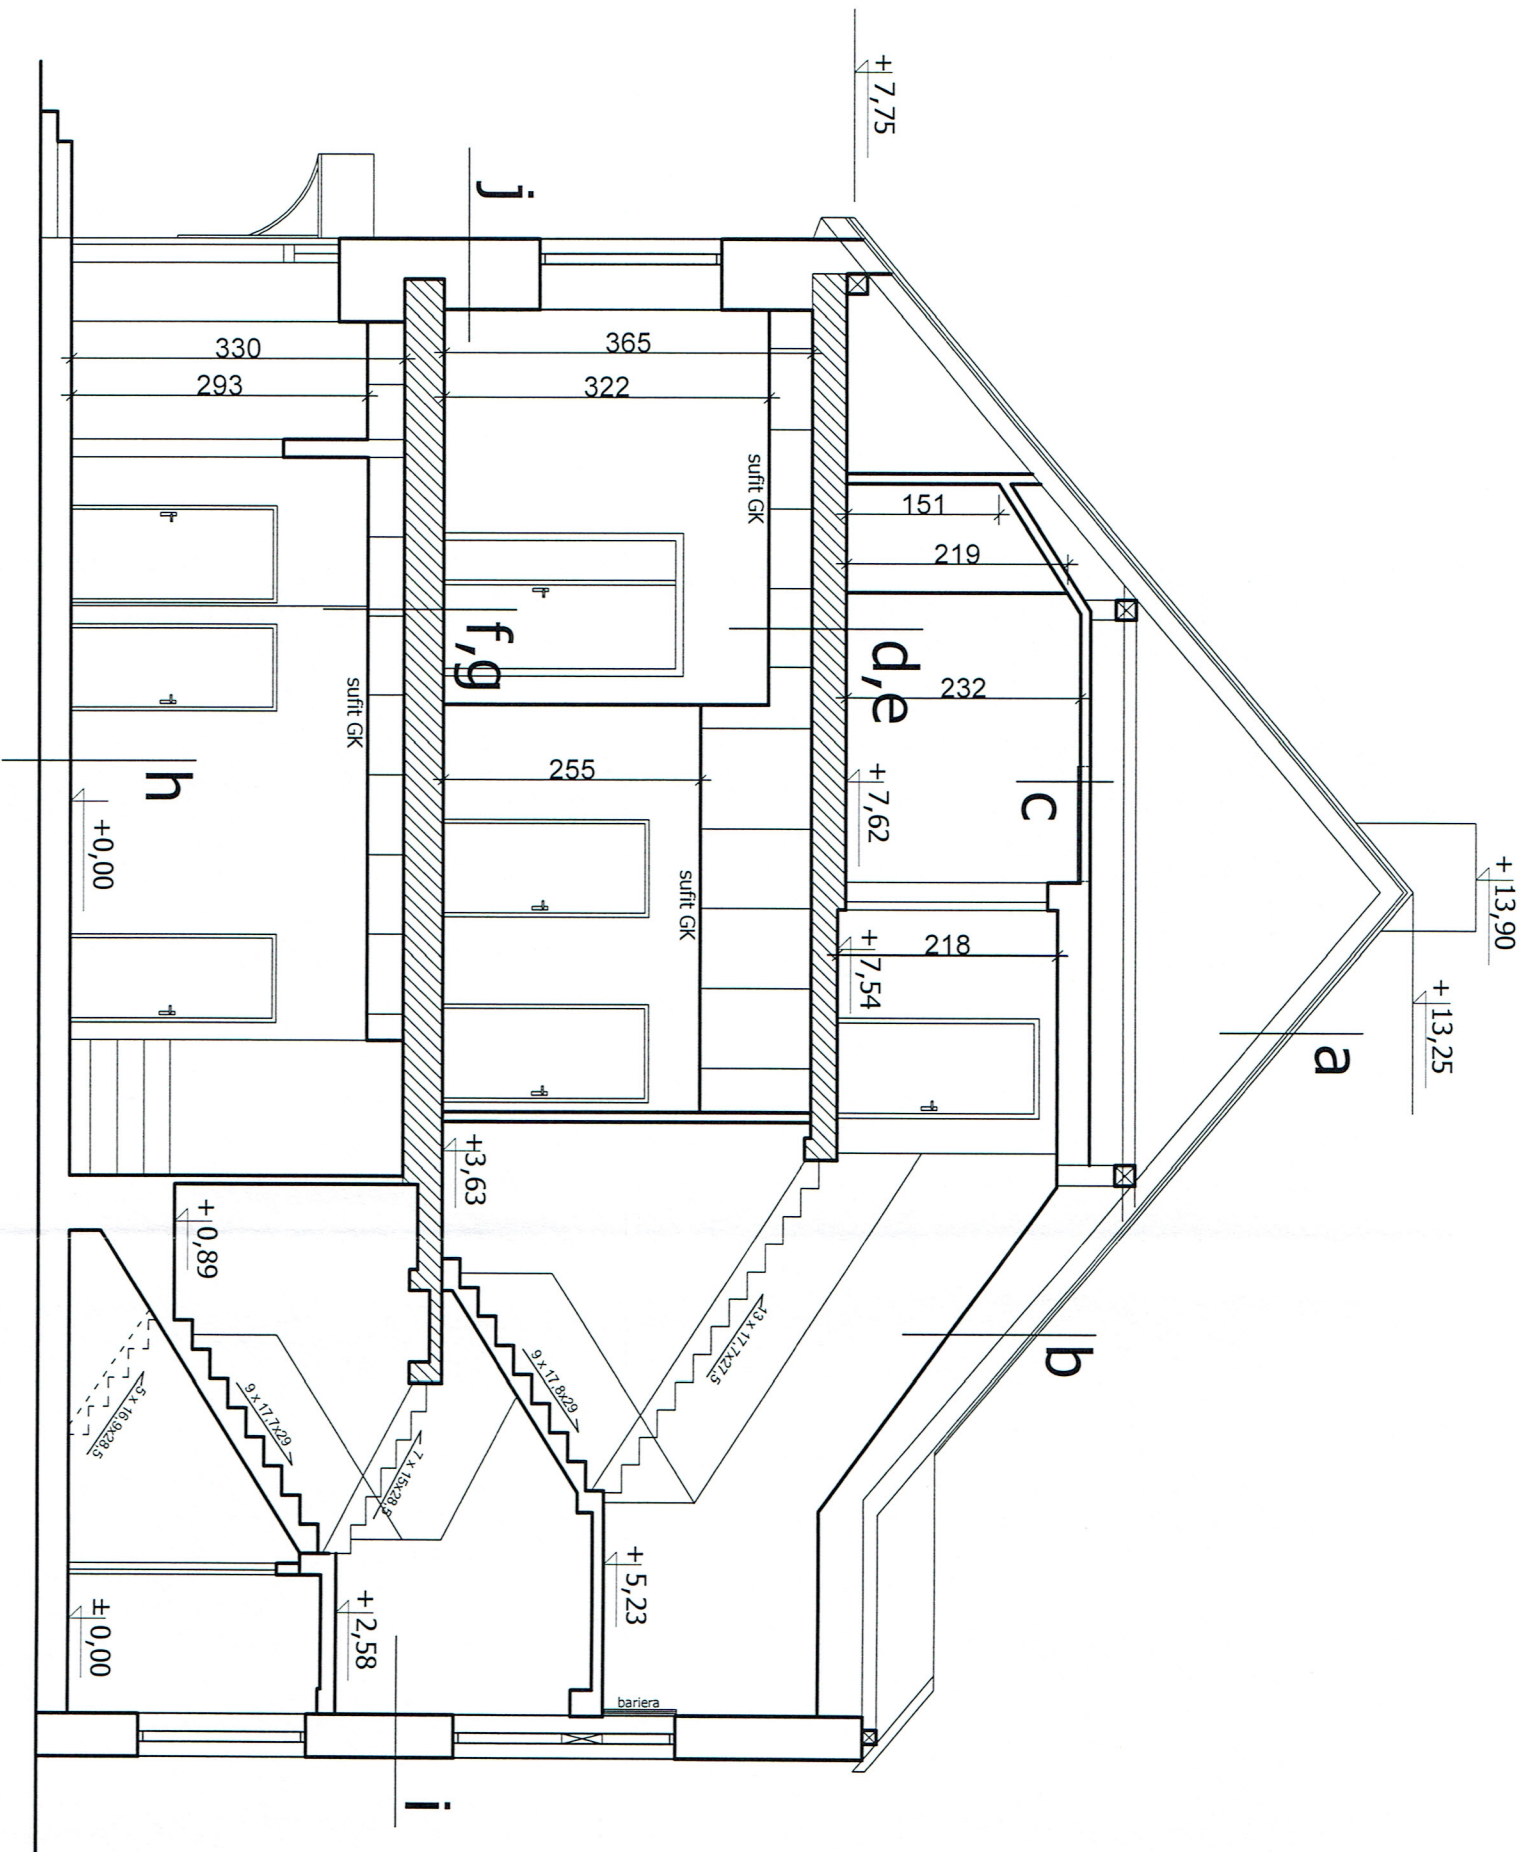 + 13,90
+ 13,25
a
b
c
+ 7,75
151
219
232
218
+ 7,62
+ 7,54
d,e
13 x 17,7x27,5
365
322
sufit GK
255
sufit GK
j
f,g
+3,63
9 x 17,8x29
+ 5,23
bariera
330
293
sufit GK
h
+0,00
+ 0,89
9 x 17,7x29
7 x 15x28,5
5 x 16,9x28,5
+ 2,58
± 0,00
i